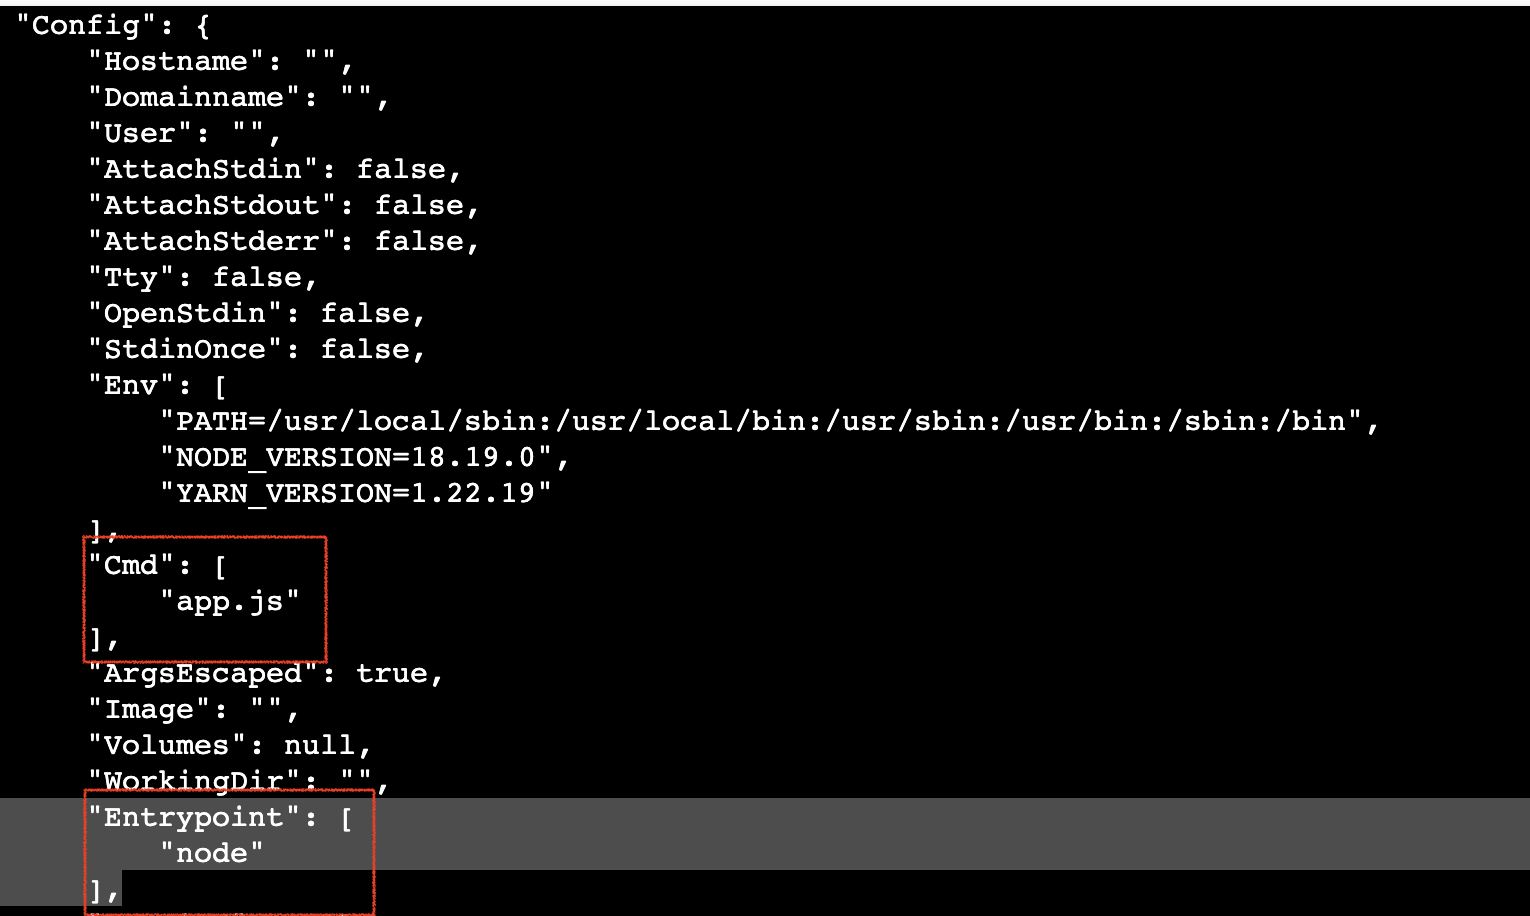 "Config": {
"Hostname": "",
"Domainname": "",
"User": "",
"AttachStdin": false,
"AttachStdout": false,
"AttachStderr": false,
"Tty": false,
"OpenStdin": false,
"StdinOnce": false,
"Env": [
"PATH=/usr/local/sbin:/usr/local/bin:/usr/sbin:/usr/bin:/sbin:/bin",
"NODE_VERSION=18.19.0",
"YARN_VERSION=1.22.19"
],
"Cmd": [
"app.js"
],
"ArgsEscaped": true,
"Image": "",
"Volumes": null,
"WorkingDir": "",
"Entrypoint": [
"node"
],